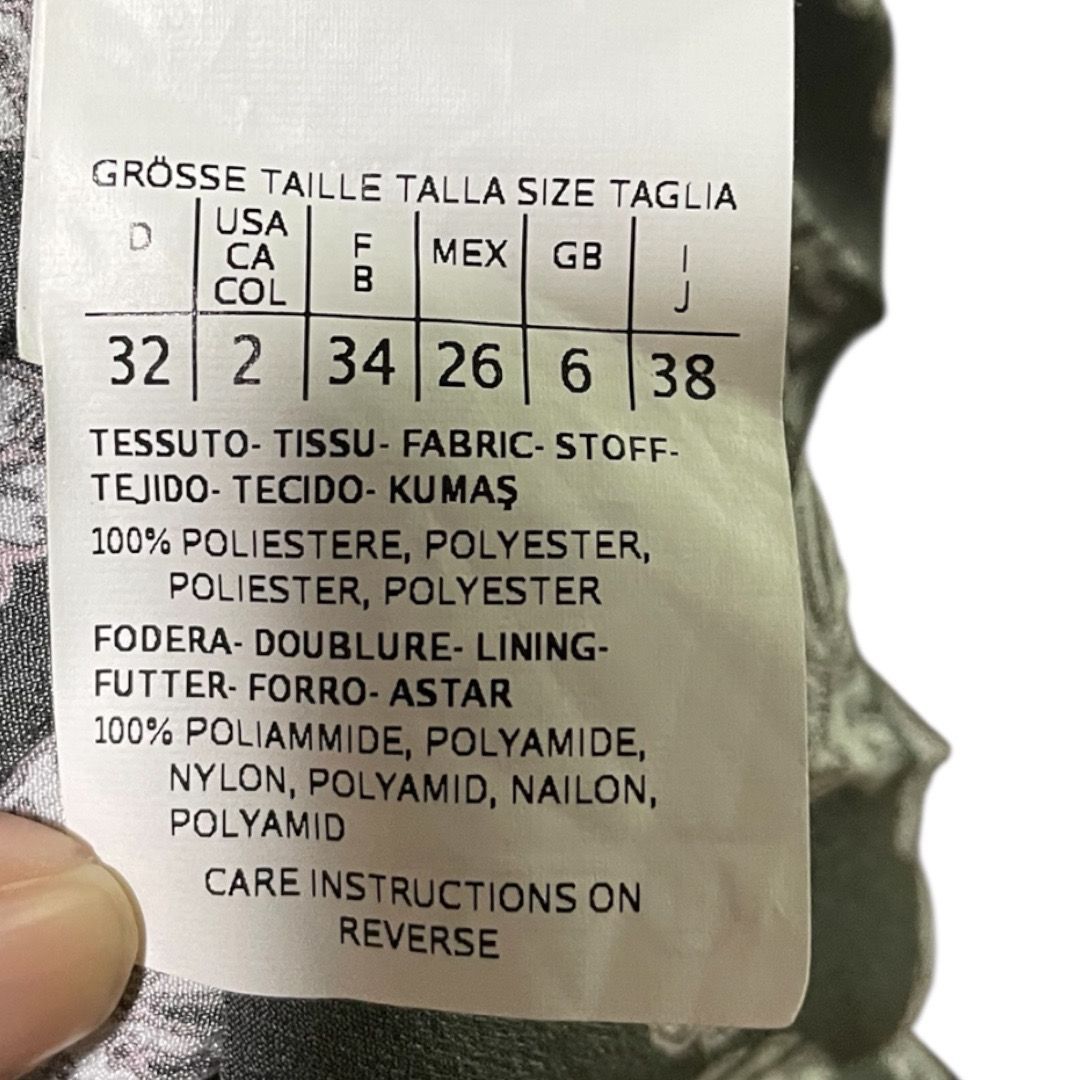 GRÖSSE TAILLE TALLA SIZE TAGLIA
D USA CA COL F B MEX GB I J
32 2 34 26 6 38
TESSUTO- TISSU- FABRIC- STOFF-
TEJIDO- TECIDO- KUMAŞ
100% POLIESTERE, POLYESTER,
POLIESTER, POLYESTER
FODERA- DOUBLURE- LINING-
FUTTER- FORRO- ASTAR
100% POLIAMMIDE, POLYAMIDE,
NYLON, POLYAMID, NAILON,
POLYAMID
CARE INSTRUCTIONS ON
REVERSE